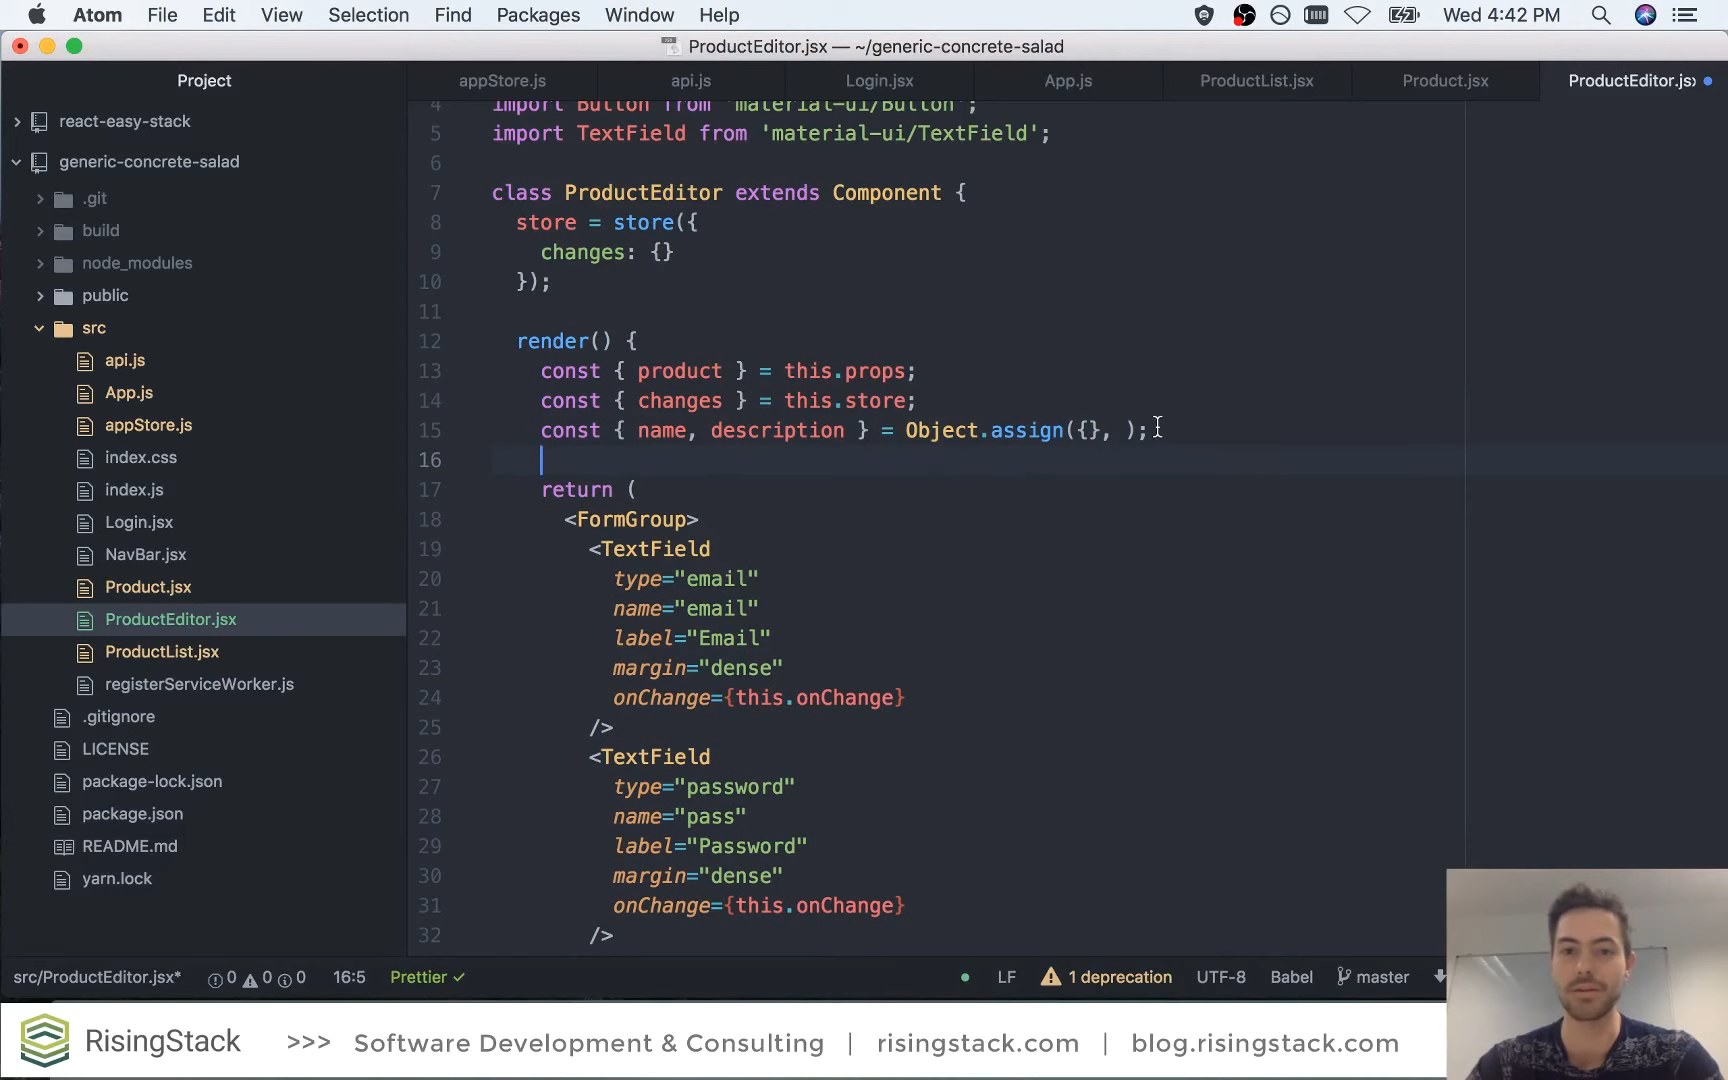 Atom File Edit View Selection Find Packages Window Help Wed 4:42 PM
ProductEditor.jsx — ~/generic-concrete-salad
Project appStore.js api.js Login.jsx App.js ProductList.jsx Product.jsx ProductEditor.jsx
react-easy-stack
generic-concrete-salad
.git
build
node_modules
public
src
api.js
App.js
appStore.js
index.css
index.js
Login.jsx
NavBar.jsx
Product.jsx
ProductEditor.jsx
ProductList.jsx
registerServiceWorker.js
.gitignore
LICENSE
package-lock.json
package.json
README.md
yarn.lock
4 import Button from 'material-ui/Button';
5 import TextField from 'material-ui/TextField';
6
7 class ProductEditor extends Component {
8 store = store({
9 changes: {}
10 });
11
12 render() {
13 const { product } = this.props;
14 const { changes } = this.store;
15 const { name, description } = Object.assign({}, );
16
17 return (
18 <FormGroup>
19 <TextField
20 type="email"
21 name="email"
22 label="Email"
23 margin="dense"
24 onChange={this.onChange}
25 />
26 <TextField
27 type="password"
28 name="pass"
29 label="Password"
30 margin="dense"
31 onChange={this.onChange}
32 />
src/ProductEditor.jsx* 0 0 0 16:5 Prettier ✓ LF 1 deprecation UTF-8 Babel master
RisingStack >>> Software Development & Consulting | risingstack.com | blog.risingstack.com